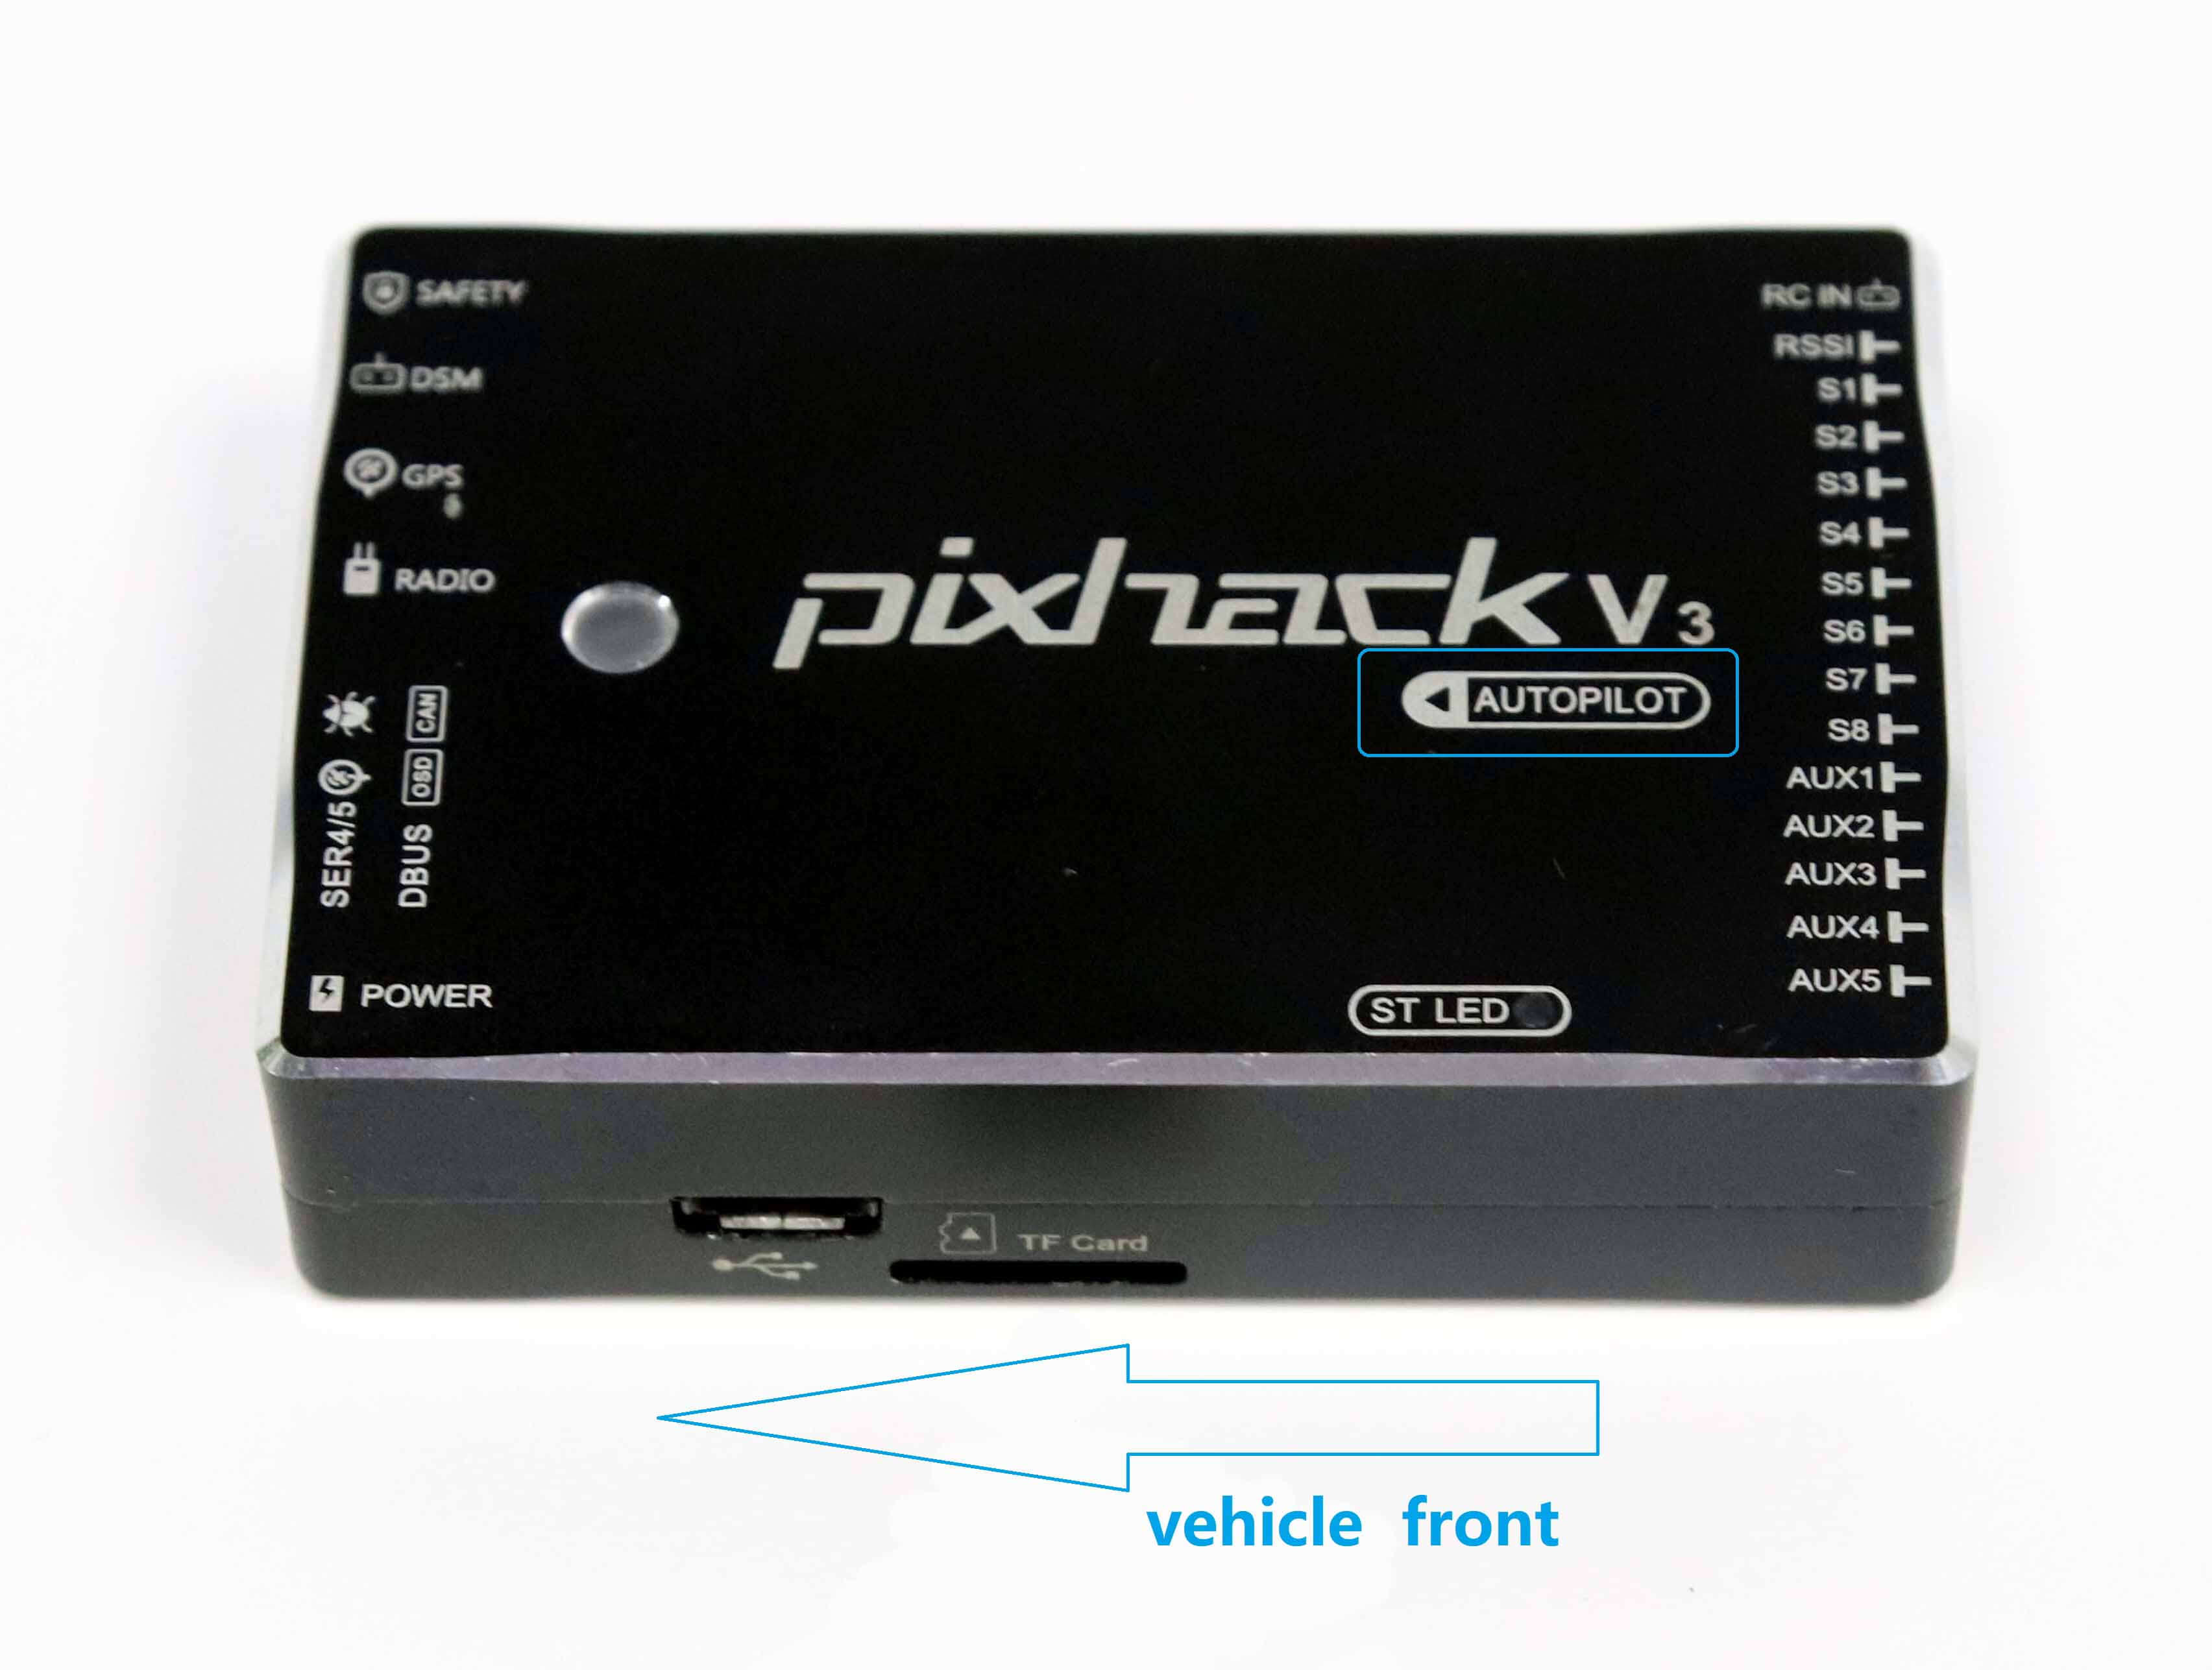 SAFETY
DSM
GPS
RADIO
CAN
OSD
SER4/5
DBUS
POWER
pixhack V3
AUTOPILOT
ST LED
RC IN
RSSI
S1
S2
S3
S4
S5
S6
S7
S8
AUX1
AUX2
AUX3
AUX4
AUX5
TF Card
vehicle front